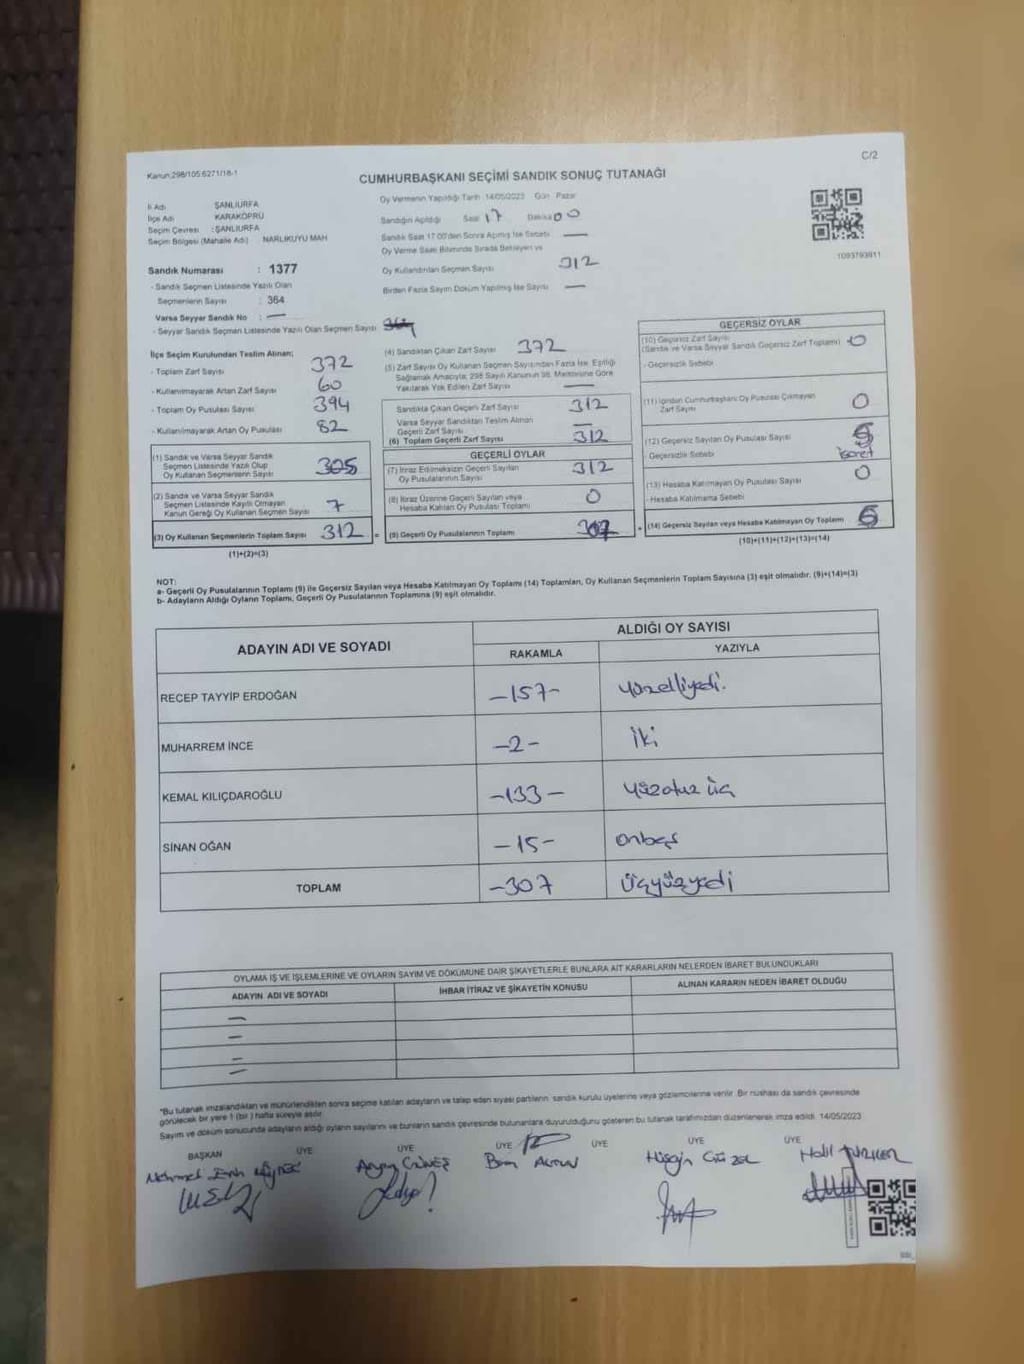 Kanun:298/105.6271/18-1
C/2
CUMHURBAŞKANI SEÇİMİ SANDIK SONUÇ TUTANAĞI
İl Adı ŞANLIURFA
İlçe Adı KARAKÖPRÜ
Seçim Çevresi : ŞANLIURFA
Seçim Bölgesi (Mahalle Adı) NARLIKUYU MAH
Oy Vermenin Yapıldığı Tarih 14/05/2023 Gün Pazar
Sandığın Açıldığı Saat 17 Dakika 00
Sandık Saat 17:00'den Sonra Açılmış İse Sebebi —
Oy Verme Saati Bitiminde Sırada Bekleyen ve
Oy Kullandırılan Seçmen Sayısı 312
Birden Fazla Sayım Döküm Yapılmış İse Sayısı —
1093793911
Sandık Numarası : 1377
- Sandık Seçmen Listesinde Yazılı Olan
Seçmenlerin Sayısı : 364
Varsa Seyyar Sandık No : —
- Seyyar Sandık Seçmen Listesinde Yazılı Olan Seçmen Sayısı
İlçe Seçim Kurulundan Teslim Alınan;
- Toplam Zarf Sayısı 372
- Kullanılmayarak Artan Zarf Sayısı 60
- Toplam Oy Pusulası Sayısı 394
- Kullanılmayarak Artan Oy Pusulası 82
(1) Sandık ve Varsa Seyyar Sandık
Seçmen Listesinde Yazılı Olup
Oy Kullanan Seçmenlerin Sayısı 305
(2) Sandık ve Varsa Seyyar Sandık
Seçmen Listesinde Kayıtlı Olmayan
Kanun Gereği Oy Kullanan Seçmen Sayısı 7
(3) Oy Kullanan Seçmenlerin Toplam Sayısı 312 =
(1)+(2)=(3)
(4) Sandıktan Çıkan Zarf Sayısı 372
(5) Zarf Sayısı Oy Kullanan Seçmen Sayısından Fazla İse, Eşitliği
Sağlamak Amacıyla; 298 Sayılı Kanunun 98. Maddesine Göre
Yakılarak Yok Edilen Zarf Sayısı —
Sandıkta Çıkan Geçerli Zarf Sayısı 312
Varsa Seyyar Sandıktan Teslim Alınan
Geçerli Zarf Sayısı —
(6) Toplam Geçerli Zarf Sayısı 312
GEÇERLİ OYLAR
(7) İtiraz Edilmeksizin Geçerli Sayılan
Oy Pusulalarının Sayısı 312
(8) İtiraz Üzerine Geçerli Sayılan veya
Hesaba Katılan Oy Pusulası Toplamı 0
(9) Geçerli Oy Pusulalarının Toplamı 307 +
GEÇERSİZ OYLAR
(10) Geçersiz Zarf Sayısı
(Sandık ve Varsa Seyyar Sandık Geçersiz Zarf Toplamı) 0
- Geçersizlik Sebebi
(11) İçinden Cumhurbaşkanı Oy Pusulası Çıkmayan
Zarf Sayısı 0
(12) Geçersiz Sayılan Oy Pusulası Sayısı 5
- Geçersizlik Sebebi işaret
(13) Hesaba Katılmayan Oy Pusulası Sayısı 0
- Hesaba Katılmama Sebebi
(14) Geçersiz Sayılan veya Hesaba Katılmayan Oy Toplamı 5
(10)+(11)+(12)+(13)=(14)
NOT:
a- Geçerli Oy Pusulalarının Toplamı (9) ile Geçersiz Sayılan veya Hesaba Katılmayan Oy Toplamı (14) Toplamları, Oy Kullanan Seçmenlerin Toplam Sayısına (3) eşit olmalıdır. (9)+(14)=(3)
b- Adayların Aldığı Oyların Toplamı, Geçerli Oy Pusulalarının Toplamına (9) eşit olmalıdır.
ADAYIN ADI VE SOYADI
ALDIĞI OY SAYISI
RAKAMLA YAZIYLA
RECEP TAYYİP ERDOĞAN -157- yüzelliyedi.
MUHARREM İNCE -2- iki
KEMAL KILIÇDAROĞLU -133- yüzotuz üç
SİNAN OĞAN -15- onbeş
TOPLAM -307 üçyüzyedi
OYLAMA İŞ VE İŞLEMLERİNE VE OYLARIN SAYIM VE DÖKÜMÜNE DAİR ŞİKAYETLERLE BUNLARA AİT KARARLARIN NELERDEN İBARET BULUNDUKLARI
ADAYIN ADI VE SOYADI İHBAR İTİRAZ VE ŞİKAYETİN KONUSU ALINAN KARARIN NEDEN İBARET OLDUĞU
—
—
—
—
*Bu tutanak imzalandıktan ve mühürlendikten sonra seçime katılan adayların ve talep eden siyasi partilerin sandık kurulu üyelerine veya gözlemcilerine verilir. Bir nüshası da sandık çevresinde
görülecek bir yere 1 (bir ) hafta süreyle asılır.
Sayım ve döküm sonucunda adayların aldığı oyların sayılarını ve bunların sandık çevresinde bulunanlara duyurulduğunu gösteren bu tutanak tarafımızdan düzenlenerek imza edildi. 14/05/2023
BAŞKAN ÜYE ÜYE ÜYE ÜYE ÜYE ÜYE
Mehmet
GÜNEŞ
ALTUN
Hüseyin GÜZEL
Halil